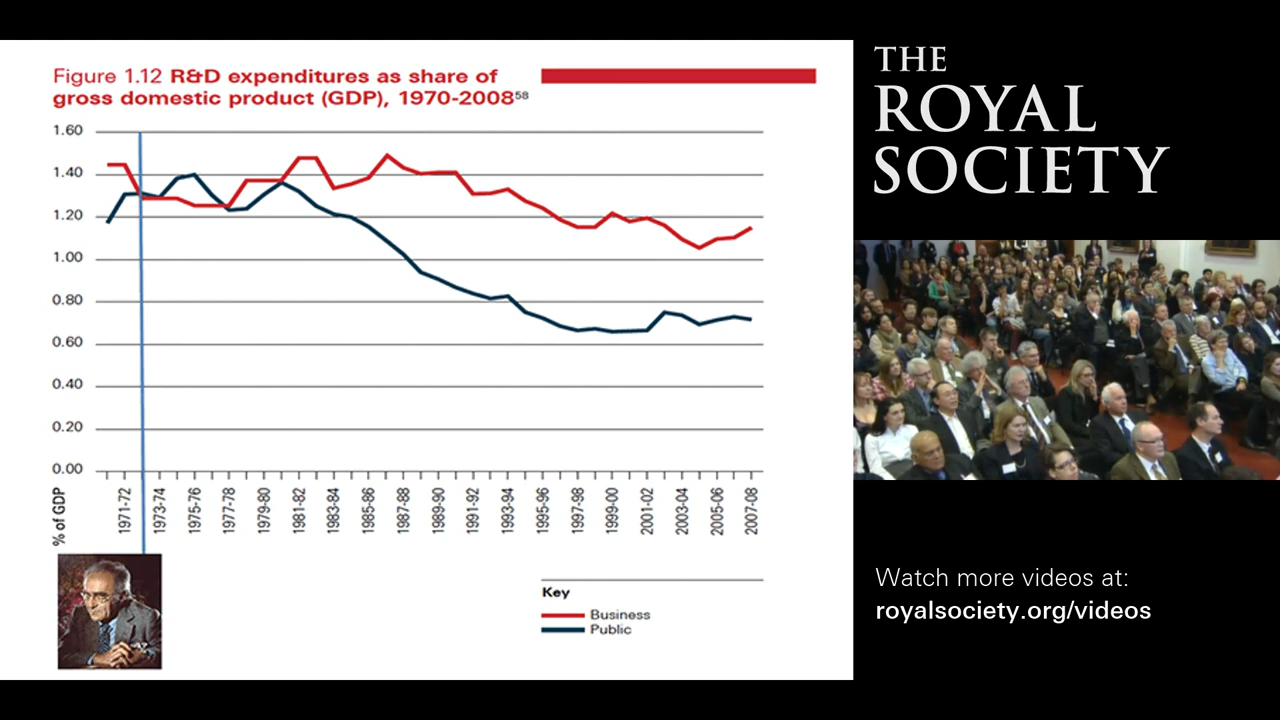 Figure 1.12 R&D expenditures as share of
gross domestic product (GDP), 1970-2008⁵⁸
1.60
1.40
1.20
1.00
0.80
0.60
0.40
0.20
0.00
% of GDP
1971-72
1973-74
1975-76
1977-78
1979-80
1981-82
1983-84
1985-86
1987-88
1989-90
1991-92
1993-94
1995-96
1997-98
1999-00
2001-02
2003-04
2005-06
2007-08
Key
Business
Public
THE
ROYAL
SOCIETY
Watch more videos at:
royalsociety.org/videos